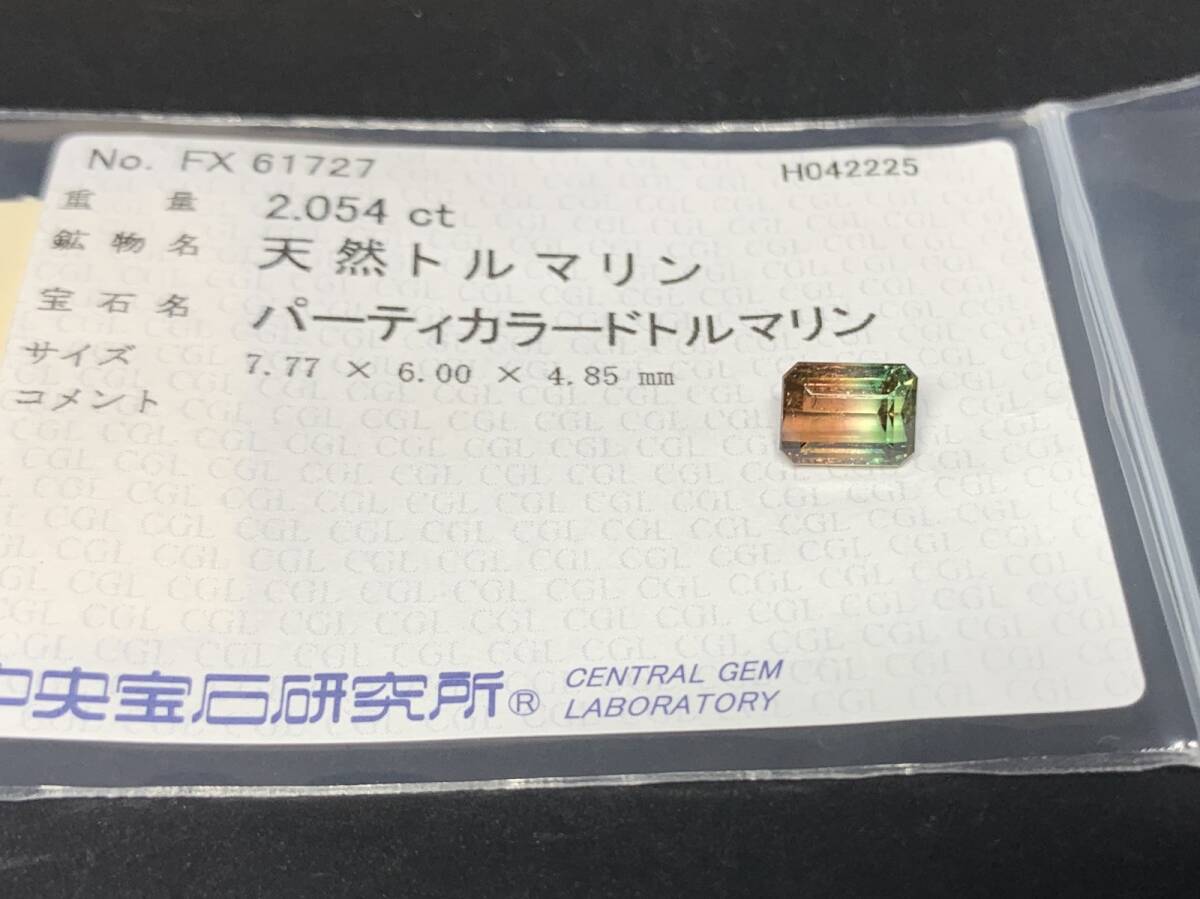 No. FX 61727 H042225
重量 2.054 ct
鉱物名 天然トルマリン
宝石名 パーティカラードトルマリン
サイズ 7.77 × 6.00 × 4.85 mm
コメント
中央宝石研究所® CENTRAL GEM
LABORATORY